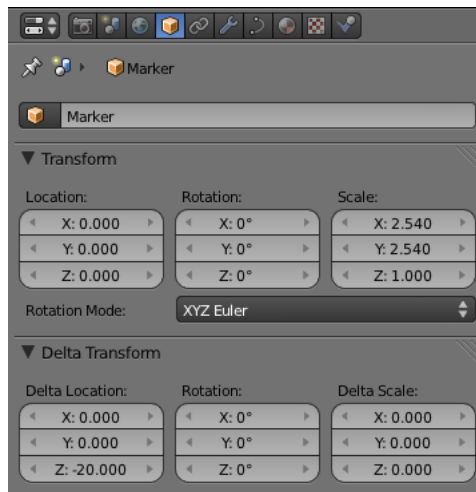 Marker
Marker
Transform
Location: Rotation: Scale:
X: 0.000 X: 0° X: 2.540
Y: 0.000 Y: 0° Y: 2.540
Z: 0.000 Z: 0° Z: 1.000
Rotation Mode: XYZ Euler
Delta Transform
Delta Location: Rotation: Delta Scale:
X: 0.000 X: 0° X: 0.000
Y: 0.000 Y: 0° Y: 0.000
Z: -20.000 Z: 0° Z: 0.000